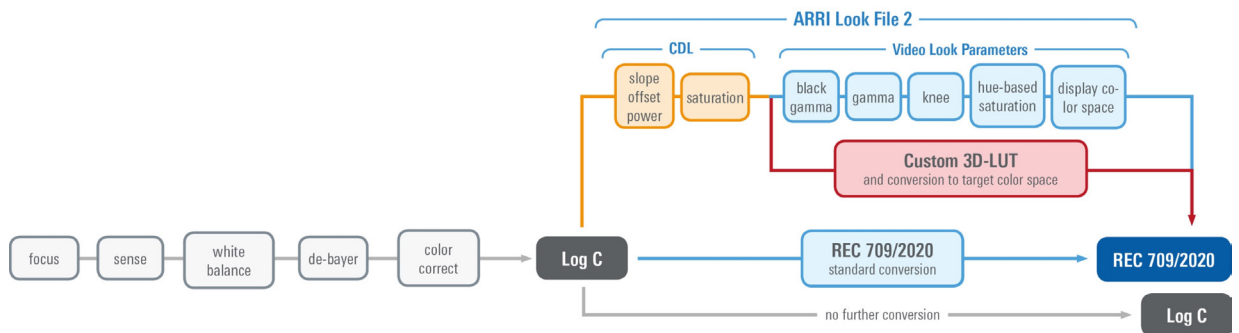 ARRI Look File 2
CDL
Video Look Parameters
slope
offset
power
saturation
black
gamma
gamma
knee
hue-based
saturation
display co-
lor space
Custom 3D-LUT
and conversion to target color space
focus
sense
white
balance
de-bayer
color
correct
Log C
REC 709/2020
standard conversion
REC 709/2020
no further conversion
Log C